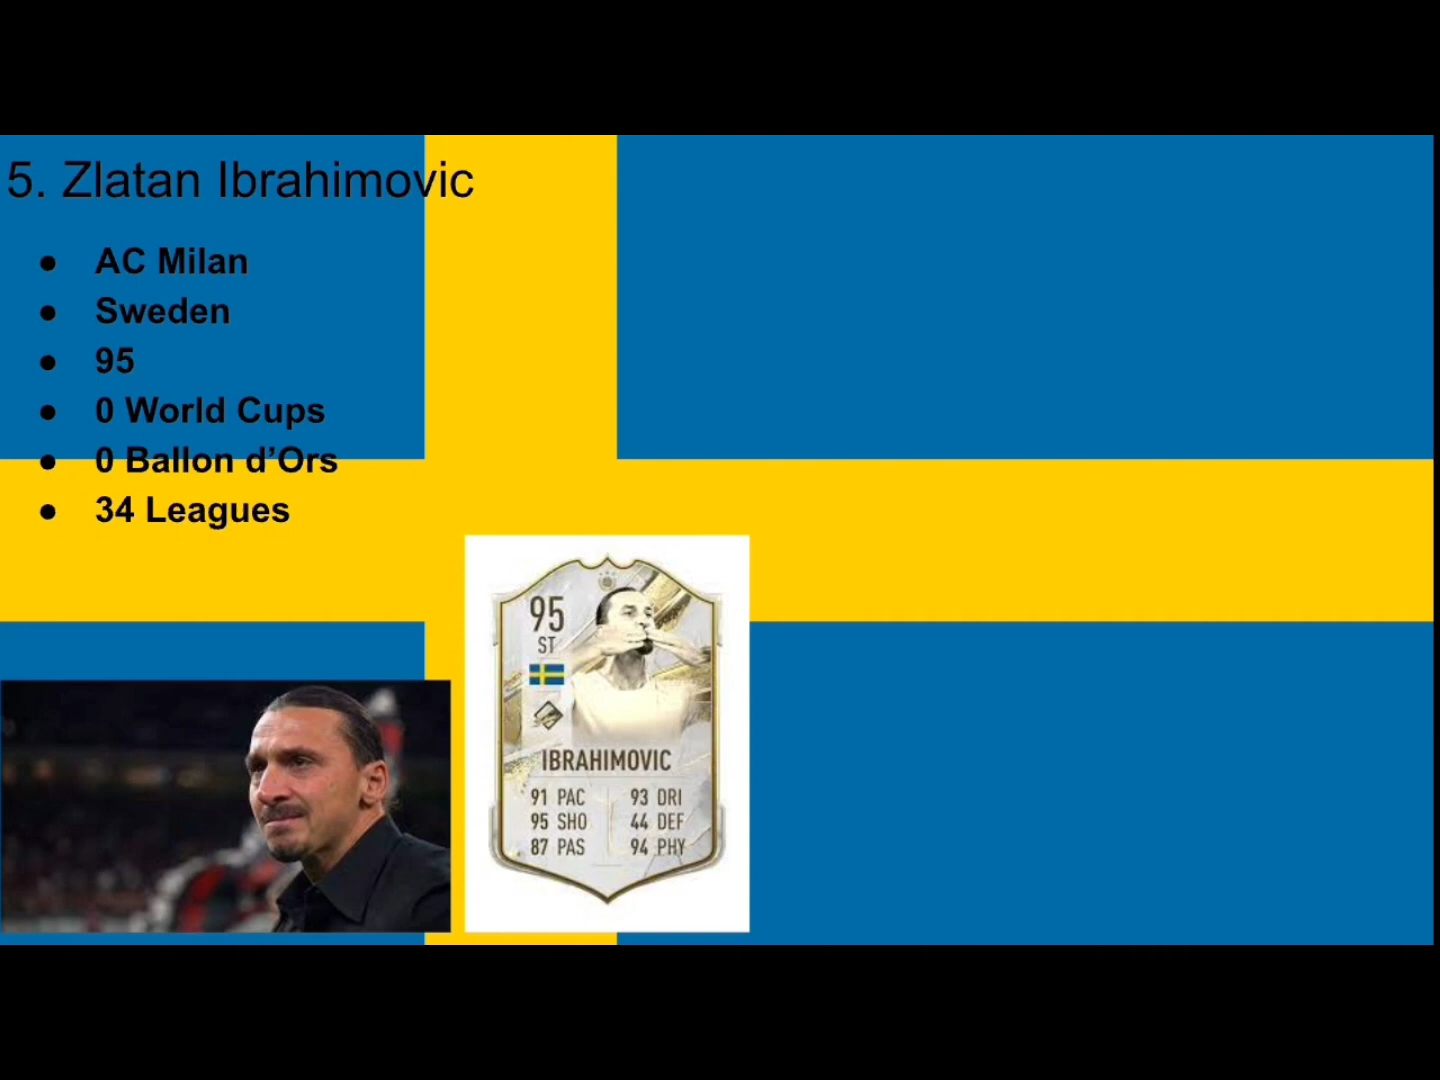 5. Zlatan Ibrahimovic
● AC Milan
● Sweden
● 95
● 0 World Cups
● 0 Ballon d’Ors
● 34 Leagues
95
ST
IBRAHIMOVIC
91 PAC 93 DRI
95 SHO 44 DEF
87 PAS 94 PHY